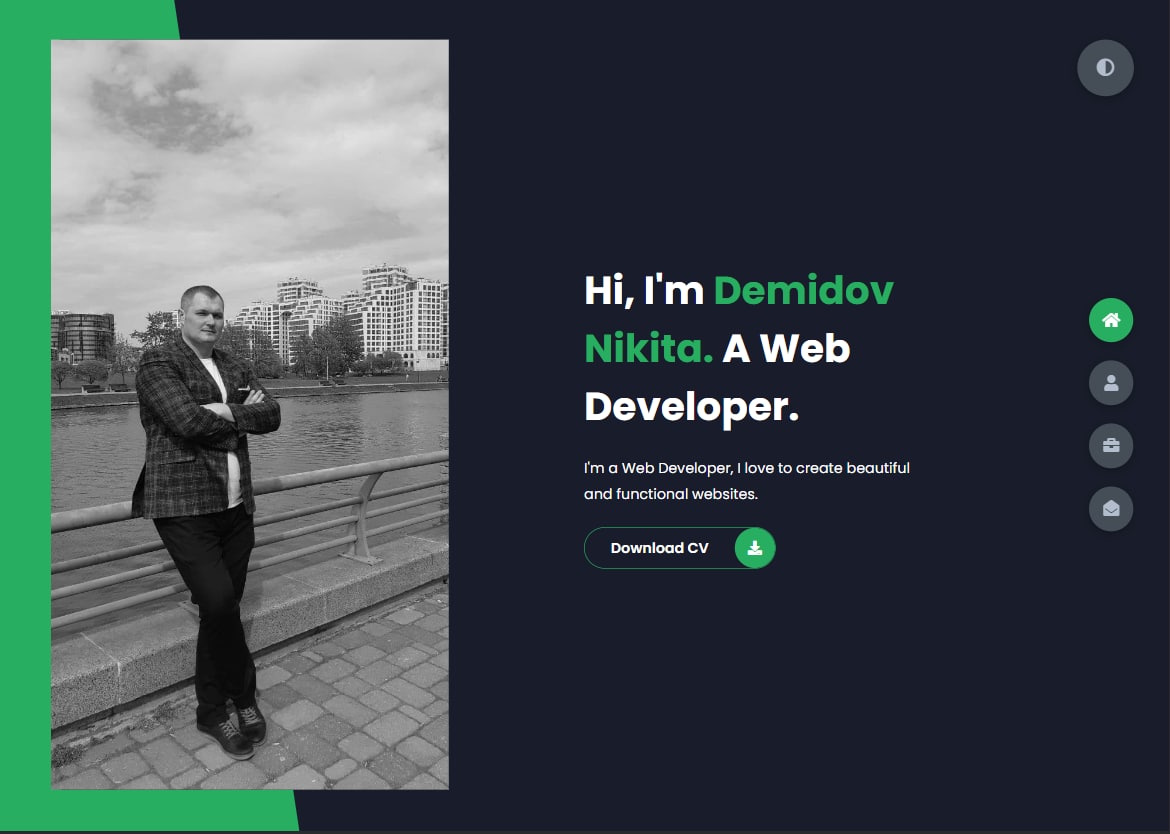 Hi, I'm Demidov
Nikita. A Web
Developer.
I'm a Web Developer, I love to create beautiful
and functional websites.
Download CV